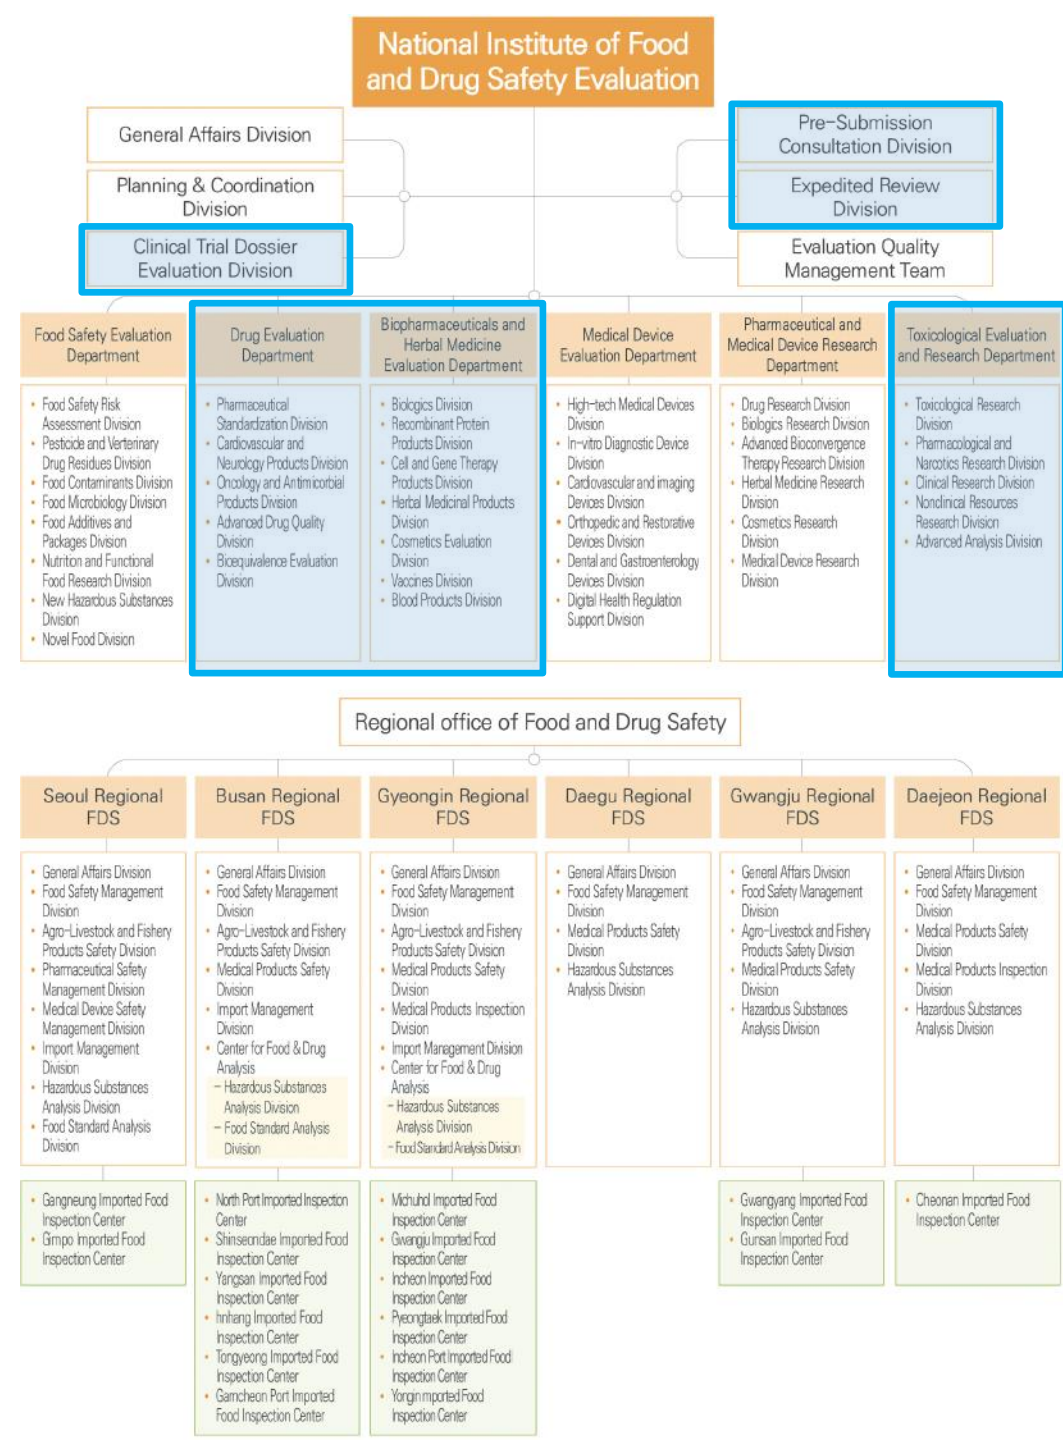 National Institute of Food
and Drug Safety Evaluation
General Affairs Division
Planning & Coordination
Division
Clinical Trial Dossier
Evaluation Division
Pre-Submission
Consultation Division
Expedited Review
Division
Evaluation Quality
Management Team
Food Safety Evaluation
Department
• Food Safety Risk
Assessment Division
• Pesticide and Verterinary
Drug Residues Division
• Food Contaminants Division
• Food Microbiology Division
• Food Additives and
Packages Division
• Nutrition and Functional
Food Research Division
• New Hazardous Substances
Division
• Novel Food Division
Drug Evaluation
Department
• Pharmaceutical
Standardization Division
• Cardiovascular and
Neurology Products Division
• Oncology and Antimicorbial
Products Division
• Advanced Drug Quality
Division
• Bioequivalence Evaluation
Division
Biopharmaceuticals and
Herbal Medicine
Evaluation Department
• Biologics Division
• Recombinant Protein
Products Division
• Cell and Gene Therapy
Products Division
• Herbal Medicinal Products
Division
• Cosmetics Evaluation
Division
• Vaccines Division
• Blood Products Division
Medical Device
Evaluation Department
• High-tech Medical Devices
Division
• In-vitro Diagnostic Device
Division
• Cardiovascular and imaging
Devices Division
• Orthopedic and Restorative
Devices Division
• Dental and Gastroenterology
Devices Division
• Digital Health Regulation
Support Division
Pharmaceutical and
Medical Device Research
Department
• Drug Research Division
• Biologics Research Division
• Advanced Bioconvergence
Therapy Research Division
• Herbal Medicine Research
Division
• Cosmetics Research
Division
• Medical Device Research
Division
Toxicological Evaluation
and Research Department
• Toxicological Research
Division
• Pharmacological and
Narcotics Research Division
• Clinical Research Division
• Nonclinical Resources
Research Division
• Advanced Analysis Division
Regional office of Food and Drug Safety
Seoul Regional
FDS
• General Affairs Division
• Food Safety Management
Division
• Agro-Livestock and Fishery
Products Safety Division
• Pharmaceutical Safety
Management Division
• Medical Device Safety
Management Division
• Import Management
Division
• Hazardous Substances
Analysis Division
• Food Standard Analysis
Division
• Gangneung Imported Food
Inspection Center
• Gimpo Imported Food
Inspection Center
Busan Regional
FDS
• General Affairs Division
• Food Safety Management
Division
• Agro-Livestock and Fishery
Products Safety Division
• Medical Products Safety
Division
• Import Management
Division
• Center for Food & Drug
Analysis
- Hazardous Substances
Analysis Division
- Food Standard Analysis
Division
• North Port Imported Inspection
Center
• Shinseondae Imported Food
Inspection Center
• Yangsan Imported Food
Inspection Center
• Inhang Imported Food
Inspection Center
• Tongyeong Imported Food
Inspection Center
• Gamcheon Port Imported
Food Inspection Center
Gyeongin Regional
FDS
• General Affairs Division
• Food Safety Management
Division
• Agro-Livestock and Fishery
Products Safety Division
• Medical Products Safety
Division
• Medical Products Inspection
Division
• Import Management Division
• Center for Food & Drug
Analysis
- Hazardous Substances
Analysis Division
- Food Standard Analysis Division
• Michuhol Imported Food
Inspection Center
• Gwangju Imported Food
Inspection Center
• Incheon Imported Food
Inspection Center
• Pyeongtaek Imported Food
Inspection Center
• Incheon Port Imported Food
Inspection Center
• Yongin mported Food
Inspection Center
Daegu Regional
FDS
• General Affairs Division
• Food Safety Management
Division
• Medical Products Safety
Division
• Hazardous Substances
Analysis Division
Gwangju Regional
FDS
• General Affairs Division
• Food Safety Management
Division
• Agro-Livestock and Fishery
Products Safety Division
• Medical Products Safety
Division
• Hazardous Substances
Analysis Division
• Gwangyang Imported Food
Inspection Center
• Gunsan Imported Food
Inspection Center
Daejeon Regional
FDS
• General Affairs Division
• Food Safety Management
Division
• Medical Products Safety
Division
• Medical Products Inspection
Division
• Hazardous Substances
Analysis Division
• Cheonan Imported Food
Inspection Center